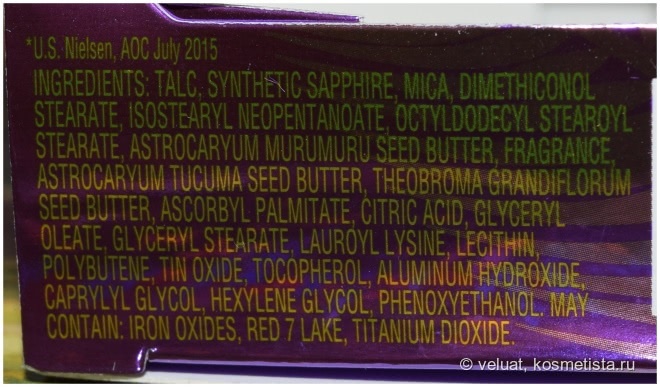 *U.S. Nielsen, AOC July 2015
INGREDIENTS: TALC, SYNTHETIC SAPPHIRE, MICA, DIMETHICONOL
STEARATE, ISOSTEARYL NEOPENTANOATE, OCTYLDODECYL STEAROYL
STEARATE, ASTROCARYUM MURUMURU SEED BUTTER, FRAGRANCE,
ASTROCARYUM TUCUMA SEED BUTTER, THEOBROMA GRANDIFLORUM
SEED BUTTER, ASCORBYL PALMITATE, CITRIC ACID, GLYCERYL
OLEATE, GLYCERYL STEARATE. LAUROYL LYSINE, LECITHIN,
POLYBUTENE, TIN OXIDE, TOCOPHEROL, ALUMINUM HYDROXIDE,
CAPRYLYL GLYCOL, HEXYLENE GLYCOL, PHENOXYETHANOL. MAY
CONTAIN: IRON OXIDES, RED 7 LAKE, TITANIUM DIOXIDE.
© veluat, kosmetista.ru